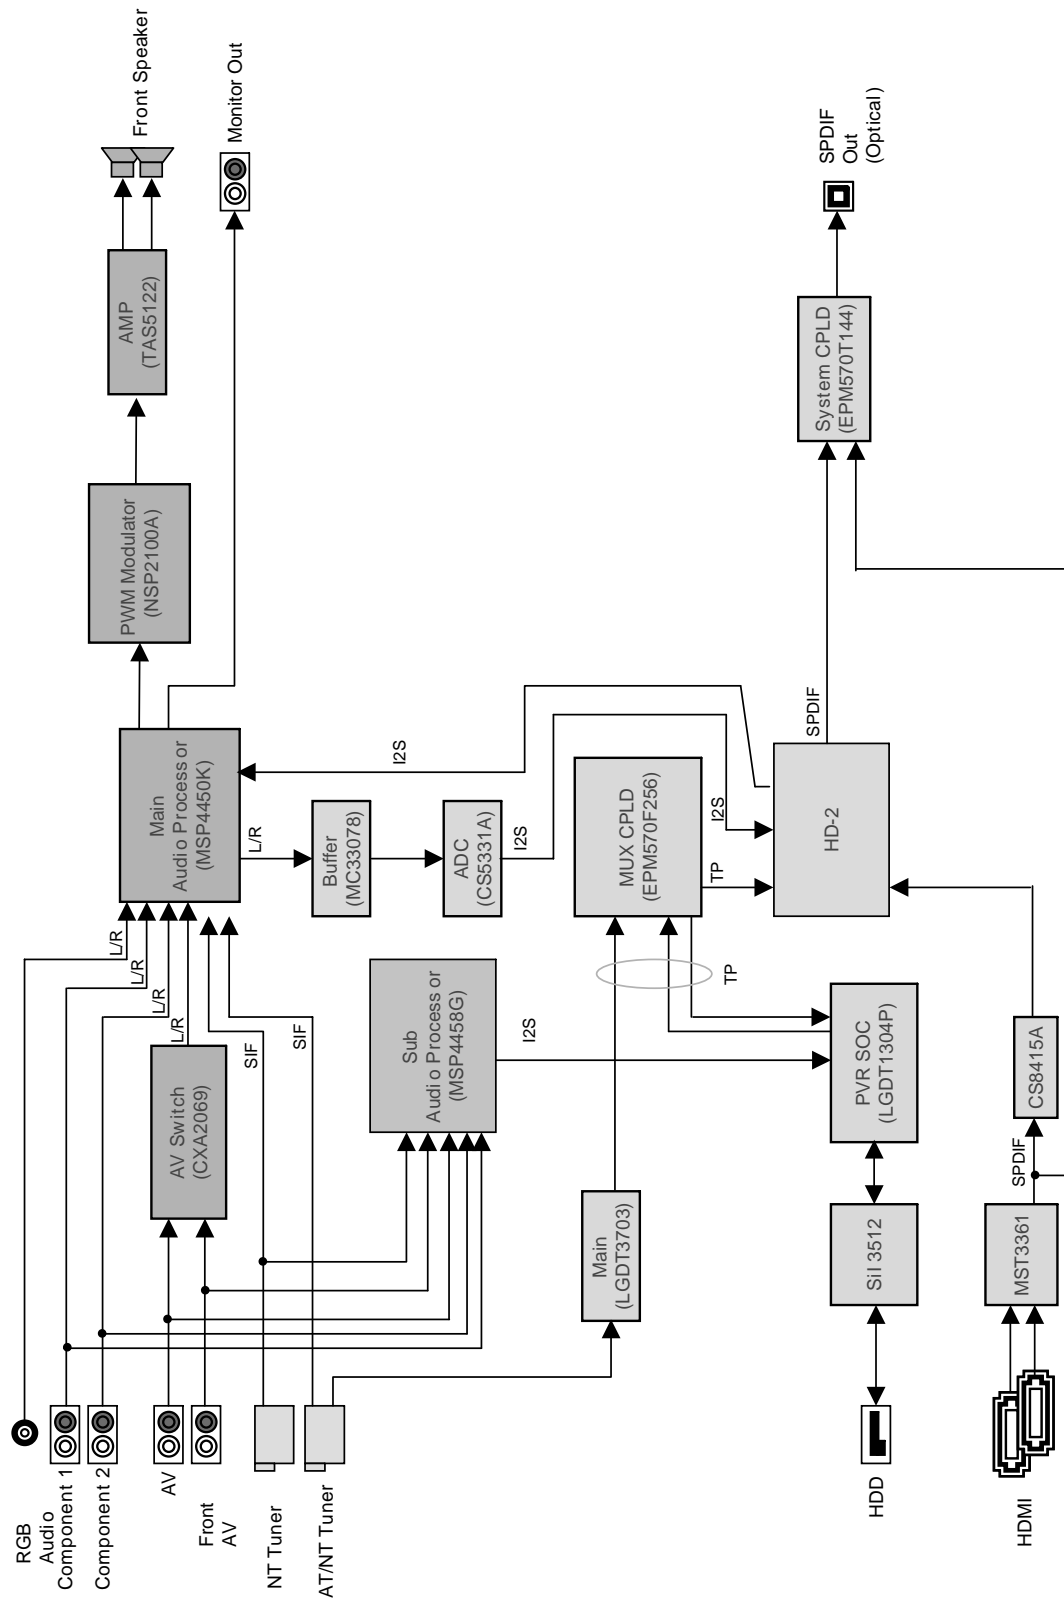 RGB
Audio
Component 1
Component 2
AV
Front
AV
NT Tuner
AT/NT Tuner
HDD
HDMI
AV Switch
(CXA2069)
L/R
L/R
L/R
L/R
SIF
SIF
Main
Audio Processor
(MSP4450K)
PWM Modulator
(NSP2100A)
AMP
(TAS5122)
Front Speaker
Monitor Out
L/R
Buffer
(MC33078)
ADC
(CS5331A)
I2S
I2S
Sub
Audio Processor
(MSP4458G)
I2S
Main
(LGDT3703)
MUX CPLD
(EPM570F256)
TP
TP
I2S
HD-2
SPDIF
System CPLD
(EPM570T144)
SPDIF
Out
(Optical)
PVR SOC
(LGDT1304P)
SiI 3512
MST3361
SPDIF
CS8415A